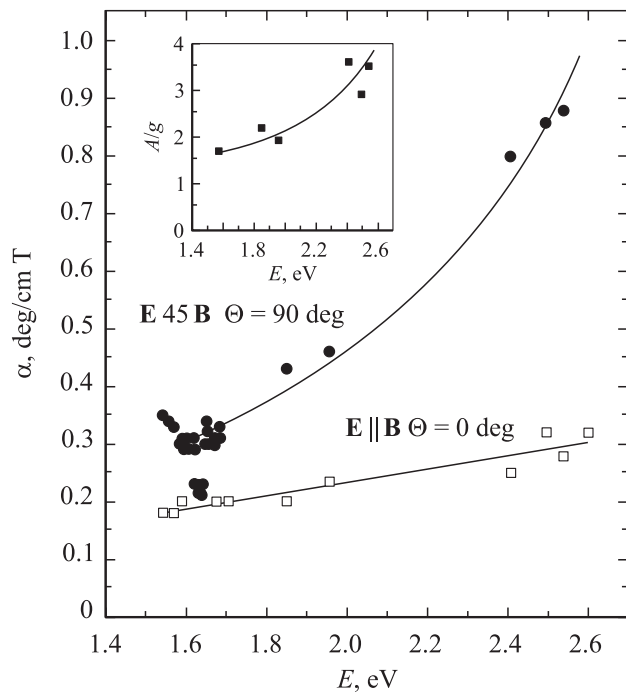 1.0
0.9
0.8
0.7
0.6
0.5
0.4
0.3
0.2
0.1
0
α, deg/cm T
1.4 1.6 1.8 2.0 2.2 2.4 2.6
E, eV
4
3
2
1
0
A/g
1.4 1.8 2.2 2.6
E, eV
E 45 B Θ = 90 deg
E || B Θ = 0 deg